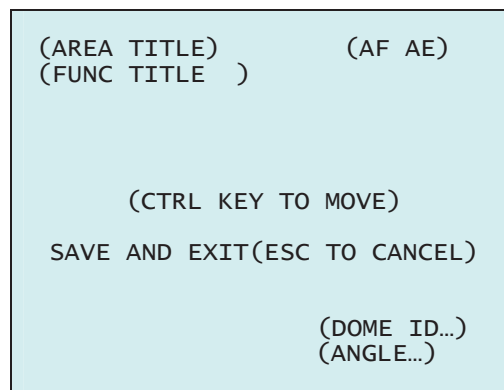 (AREA TITLE) (AF AE)
(FUNC TITLE )
(CTRL KEY TO MOVE)
SAVE AND EXIT(ESC TO CANCEL)
(DOME ID…)
(ANGLE…)